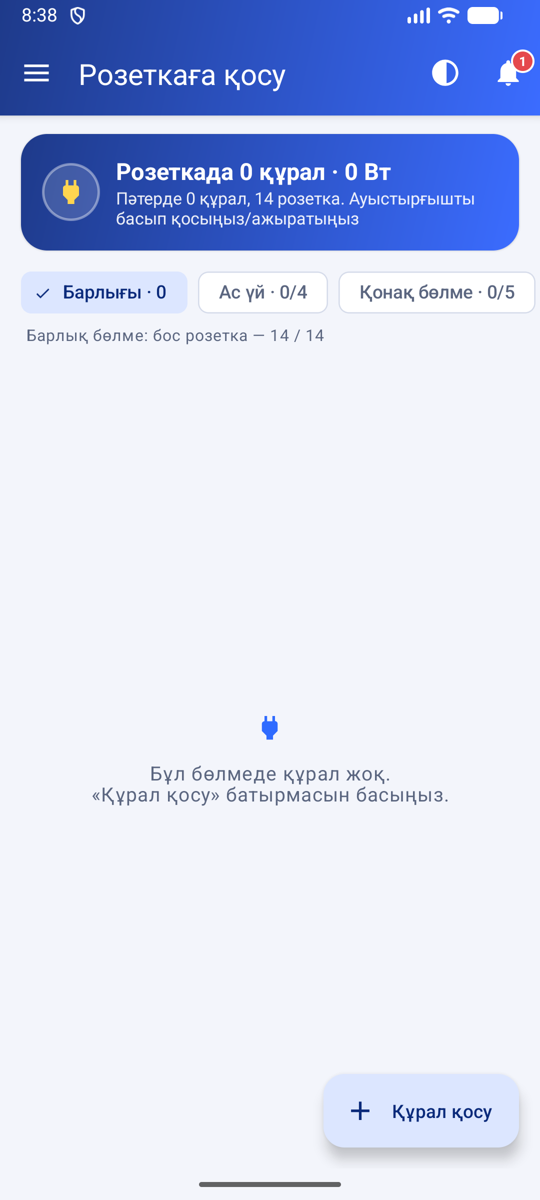 8:38
Розеткаға қосу
1
Розеткада 0 құрал · 0 Вт
Пәтерде 0 құрал, 14 розетка. Ауыстырғышты
басып қосыңыз/ажыратыңыз
Барлығы · 0
Ас үй · 0/4
Қонақ бөлме · 0/5
Барлық бөлме: бос розетка — 14 / 14
Бұл бөлмеде құрал жоқ.
«Құрал қосу» батырмасын басыңыз.
Құрал қосу